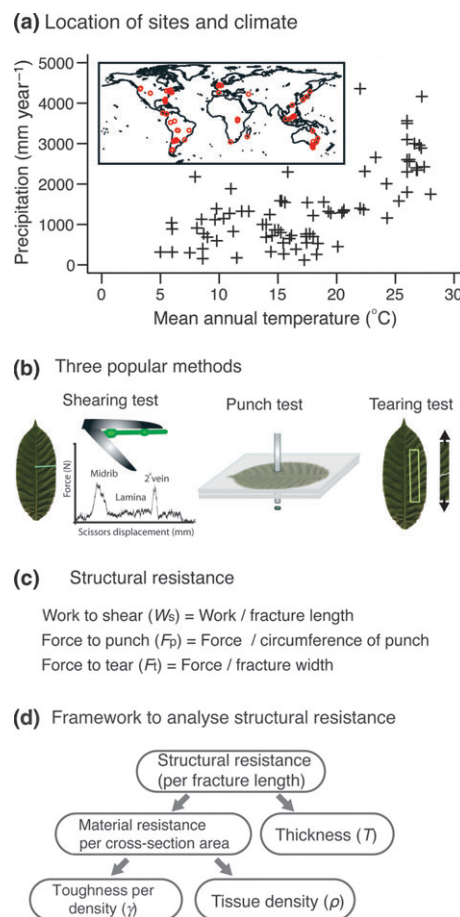 (a) Location of sites and climate
5000
4000
3000
2000
1000
0
Precipitation (mm year⁻¹)
0 5 10 15 20 25 30
Mean annual temperature (°C)
(b) Three popular methods
Shearing test
Punch test
Tearing test
Force (N)
Midrib
Lamina
2°vein
Scissors displacement (mm)
(c) Structural resistance
Work to shear (Ws) = Work / fracture length
Force to punch (Fp) = Force / circumference of punch
Force to tear (Ft) = Force / fracture width
(d) Framework to analyse structural resistance
Structural resistance
(per fracture length)
Material resistance
per cross-section area
Thickness (T)
Toughness per
density (γ)
Tissue density (ρ)